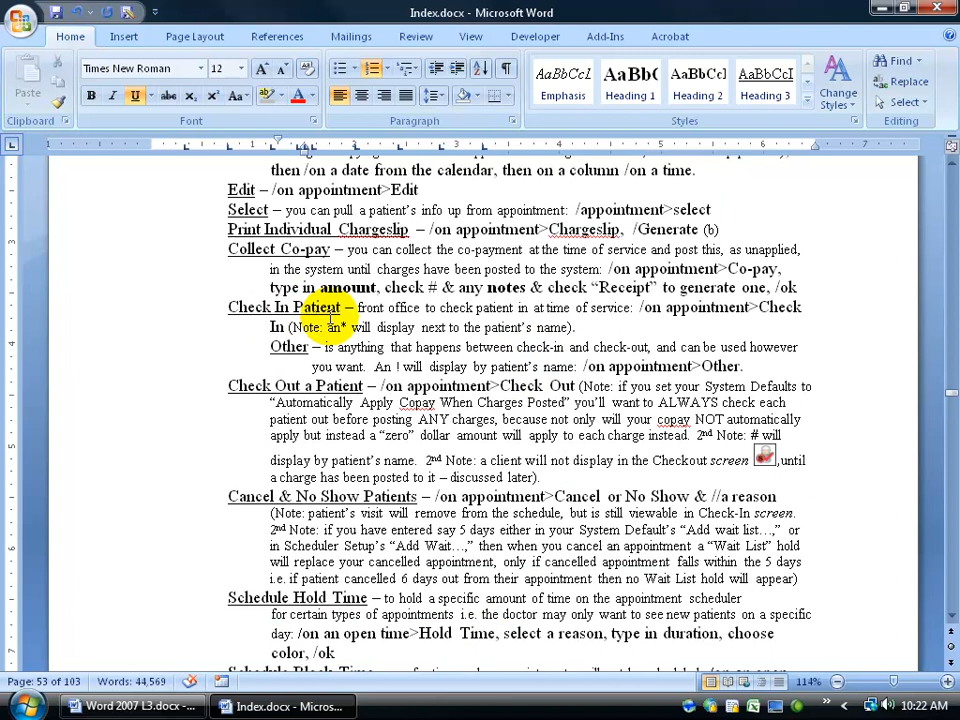 Index.docx - Microsoft Word
Home Insert Page Layout References Mailings Review View Developer Add-Ins Acrobat
Times New Roman 12
Paste
AaBbCcI AaBb( AaBbCc] AaBbCcI
Emphasis Heading 1 Heading 2 Heading 3
Change Styles
Find
Replace
Select
Clipboard Font Paragraph Styles Editing
then /on a date from the calendar, then on a column /on a time.
Edit – /on appointment>Edit
Select – you can pull a patient's info up from appointment: /appointment>select
Print Individual Chargeslip – /on appointment>Chargeslip, /Generate (b)
Collect Co-pay – you can collect the co-payment at the time of service and post this, as unapplied,
in the system until charges have been posted to the system: /on appointment>Co-pay,
type in amount, check # & any notes & check “Receipt” to generate one, /ok
Check In Patient – front office to check patient in at time of service: /on appointment>Check
In (Note: an* will display next to the patient's name).
Other – is anything that happens between check-in and check-out, and can be used however
you want. An ! will display by patient's name: /on appointment>Other.
Check Out a Patient – /on appointment>Check Out (Note: if you set your System Defaults to
“Automatically Apply Copay When Charges Posted” you'll want to ALWAYS check each
patient out before posting ANY charges, because not only will your copay NOT automatically
apply but instead a “zero” dollar amount will apply to each charge instead. 2nd Note: # will
display by patient's name. 2nd Note: a client will not display in the Checkout screen ,until
a charge has been posted to it – discussed later).
Cancel & No Show Patients – /on appointment>Cancel or No Show & //a reason
(Note: patient's visit will remove from the schedule, but is still viewable in Check-In screen.
2nd Note: if you have entered say 5 days either in your System Default's “Add wait list…,” or
in Scheduler Setup's “Add Wait…,” then when you cancel an appointment a “Wait List” hold
will replace your cancelled appointment, only if cancelled appointment falls within the 5 days
i.e. if patient cancelled 6 days out from their appointment then no Wait List hold will appear)
Schedule Hold Time – to hold a specific amount of time on the appointment scheduler
for certain types of appointments i.e. the doctor may only want to see new patients on a specific
day: /on an open time>Hold Time, select a reason, type in duration, choose
color, /ok
Page: 53 of 103 Words: 44,569 114%
Word 2007 L3.docx -... Index.docx - Micros... 10:22 AM